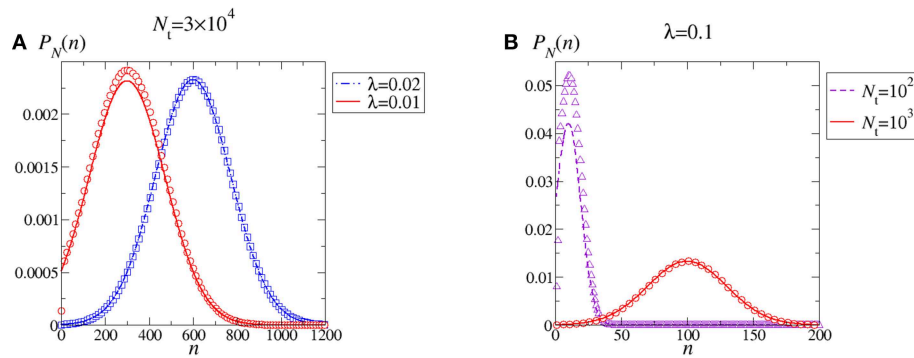 N_t=3×10^4
A P_N(n)
0.002
0.0015
0.001
0.0005
0
0 200 400 600 800 1000 1200
n
λ=0.02
λ=0.01
λ=0.1
B P_N(n)
0.05
0.04
0.03
0.02
0.01
0
0 50 100 150 200
n
N_t=10^2
N_t=10^3